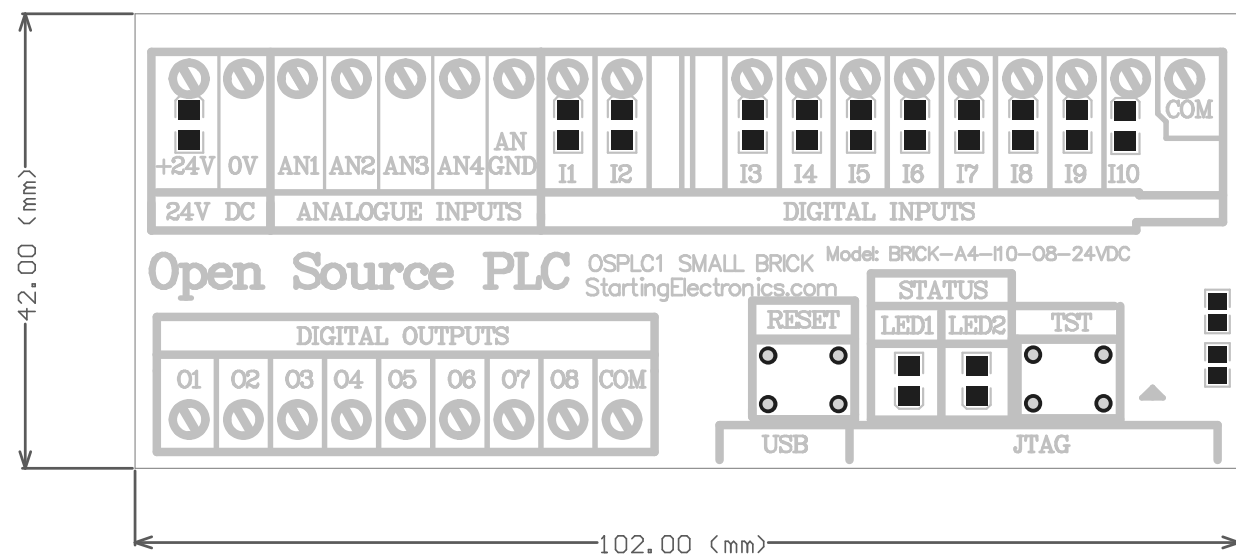 COM
AN
+24V 0V AN1 AN2 AN3 AN4 GND I1 I2 I3 I4 I5 I6 I7 I8 I9 I10
24V DC ANALOGUE INPUTS DIGITAL INPUTS
Open Source PLC
OSPLC1 SMALL BRICK
StartingElectronics.com
Model: BRICK-A4-I10-O8-24VDC
STATUS
RESET LED1 LED2 TST
DIGITAL OUTPUTS
O1 O2 O3 O4 O5 O6 O7 O8 COM
USB JTAG
42.00 (mm)
102.00 (mm)